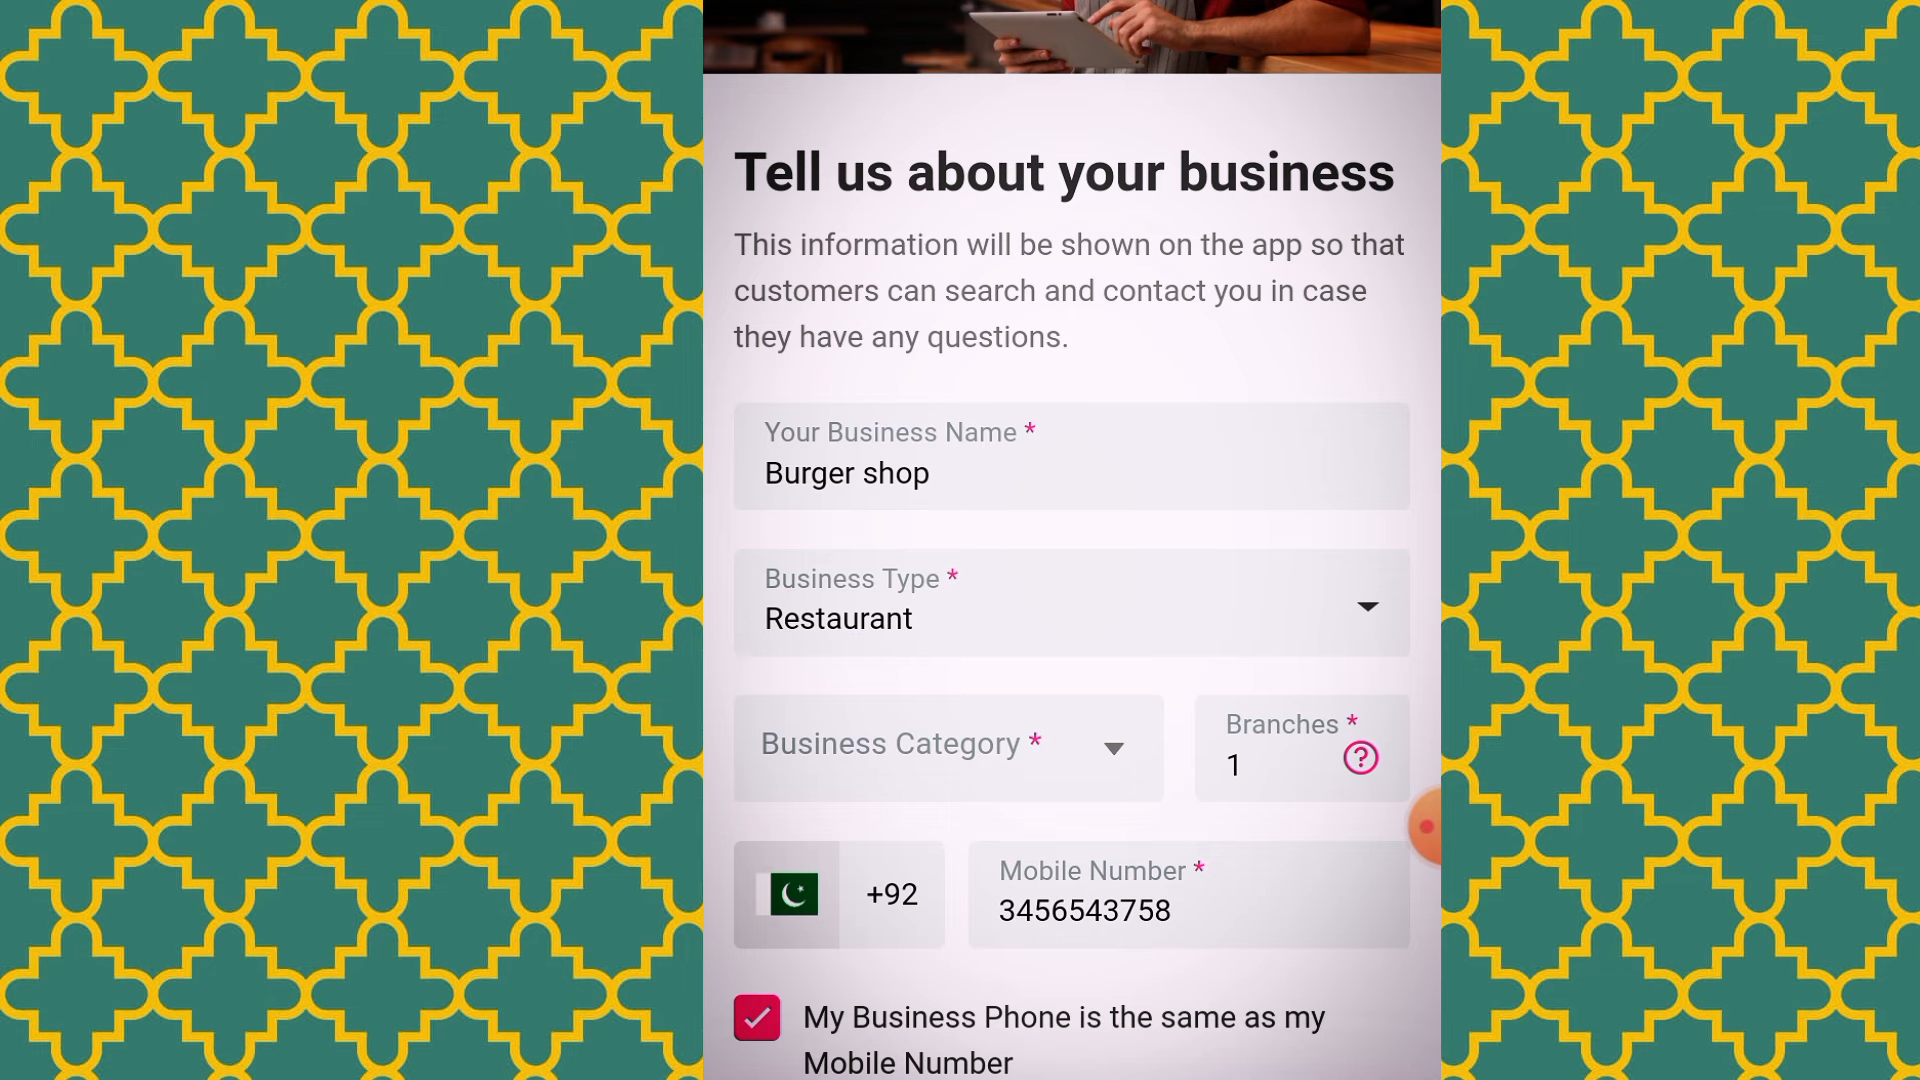 Tell us about your business
This information will be shown on the app so that
customers can search and contact you in case
they have any questions.
Your Business Name *
Burger shop
Business Type *
Restaurant
Business Category *
Branches *
1
?
+92
Mobile Number *
3456543758
My Business Phone is the same as my
Mobile Number